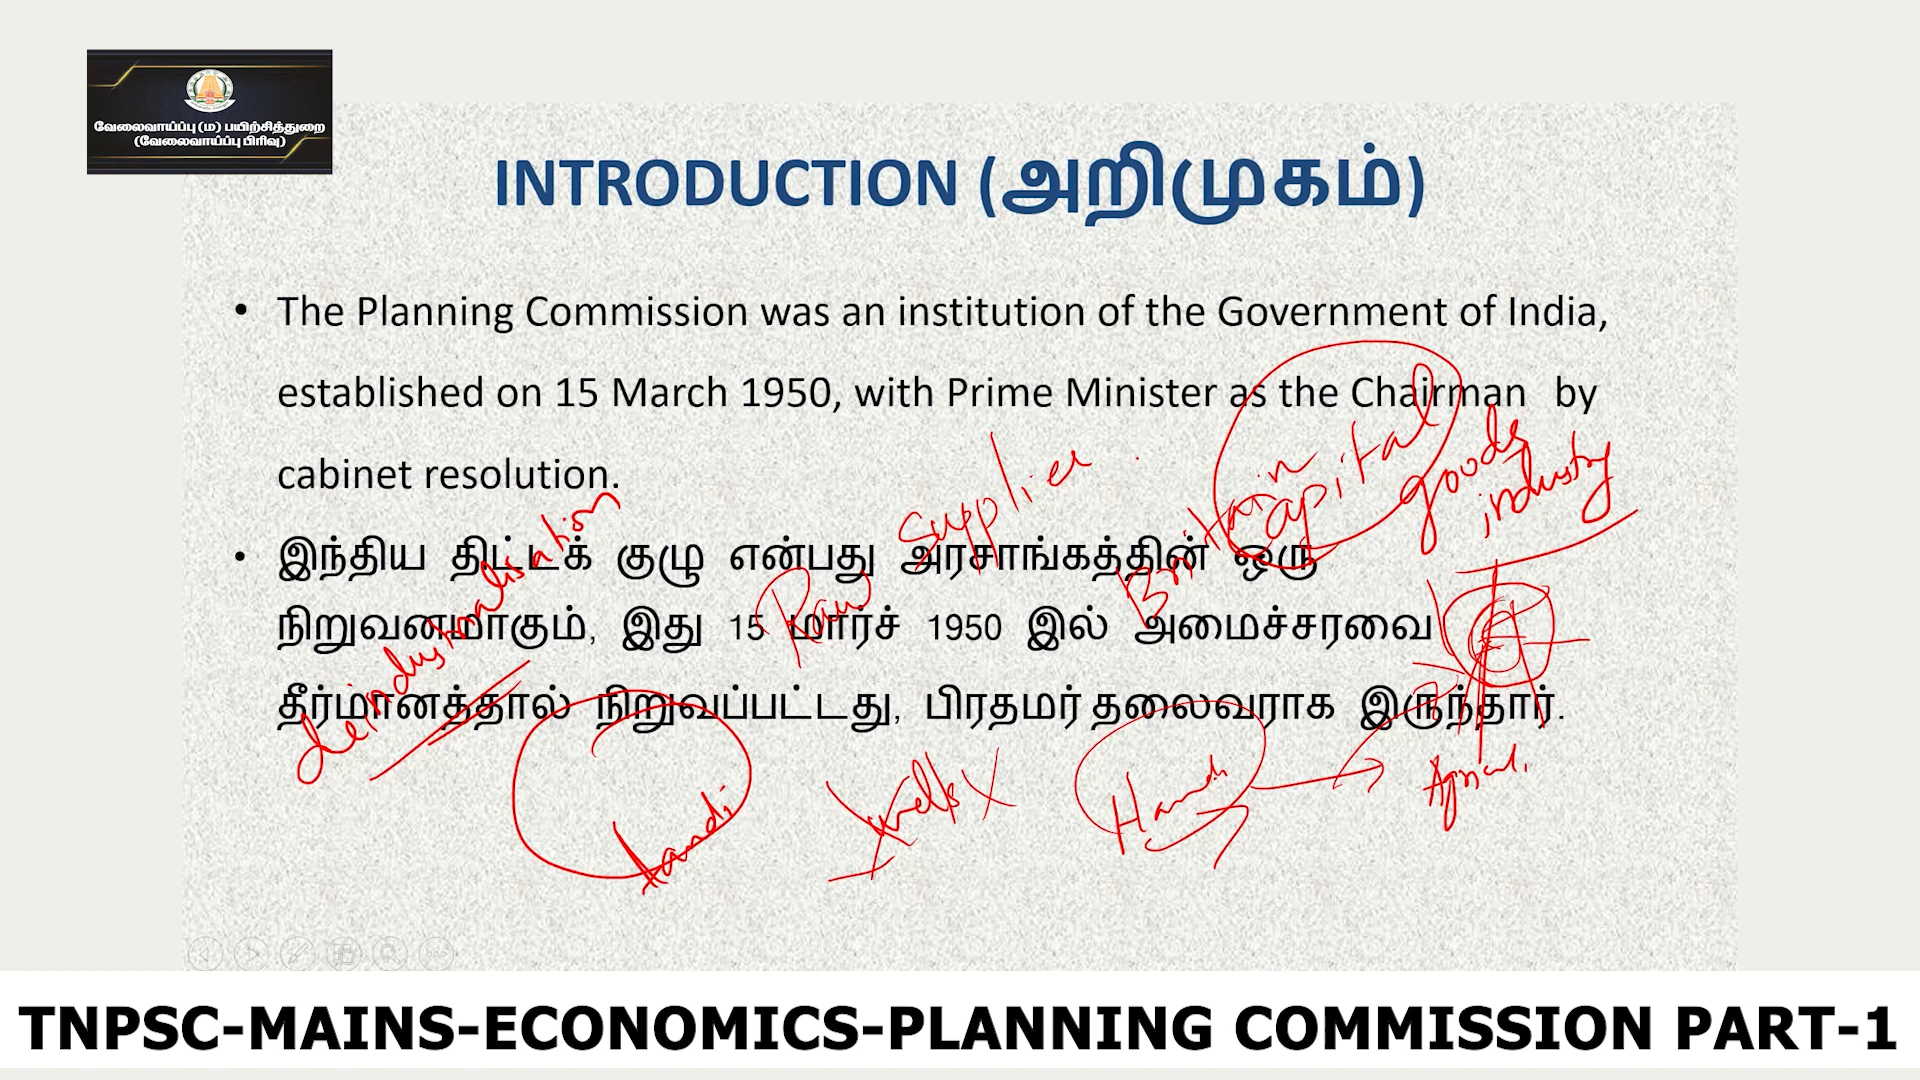 வேலைவாய்ப்பு (ம) பயிற்சித்துறை
(வேலைவாய்ப்பு பிரிவு)
INTRODUCTION (அறிமுகம்)
• The Planning Commission was an institution of the Government of India,
established on 15 March 1950, with Prime Minister as the Chairman by
cabinet resolution.
• இந்திய திட்டக் குழு என்பது அரசாங்கத்தின் ஒரு
நிறுவனமாகும், இது 15 மார்ச் 1950 இல் அமைச்சரவை
தீர்மானத்தால் நிறுவப்பட்டது, பிரதமர் தலைவராக இருந்தார்.
deindustrialisation
Raw Supplier
Britain
Capital
goods
industry
Handi
TNPSC-MAINS-ECONOMICS-PLANNING COMMISSION PART-1